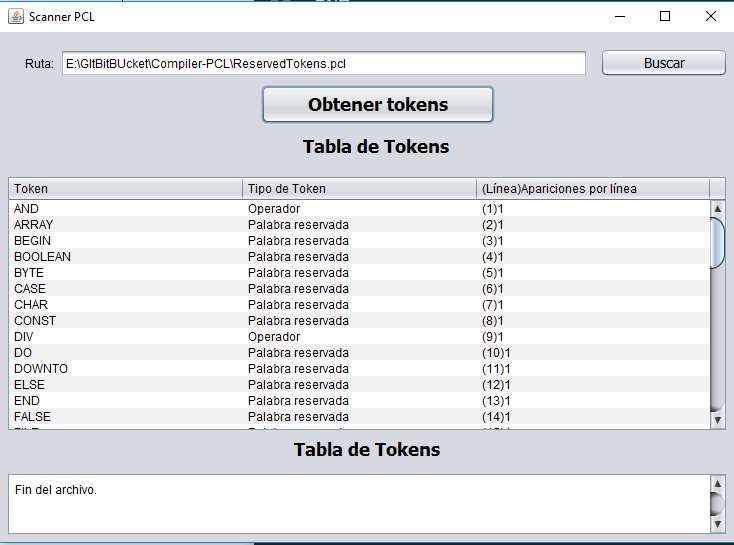 Scanner PCL
Ruta: E:\GItBitBUcket\Compiler-PCL\ReservedTokens.pcl Buscar
Obtener tokens
Tabla de Tokens
Token Tipo de Token (Línea)Apariciones por línea
AND Operador (1)1
ARRAY Palabra reservada (2)1
BEGIN Palabra reservada (3)1
BOOLEAN Palabra reservada (4)1
BYTE Palabra reservada (5)1
CASE Palabra reservada (6)1
CHAR Palabra reservada (7)1
CONST Palabra reservada (8)1
DIV Operador (9)1
DO Palabra reservada (10)1
DOWNTO Palabra reservada (11)1
ELSE Palabra reservada (12)1
END Palabra reservada (13)1
FALSE Palabra reservada (14)1
Tabla de Tokens
Fin del archivo.